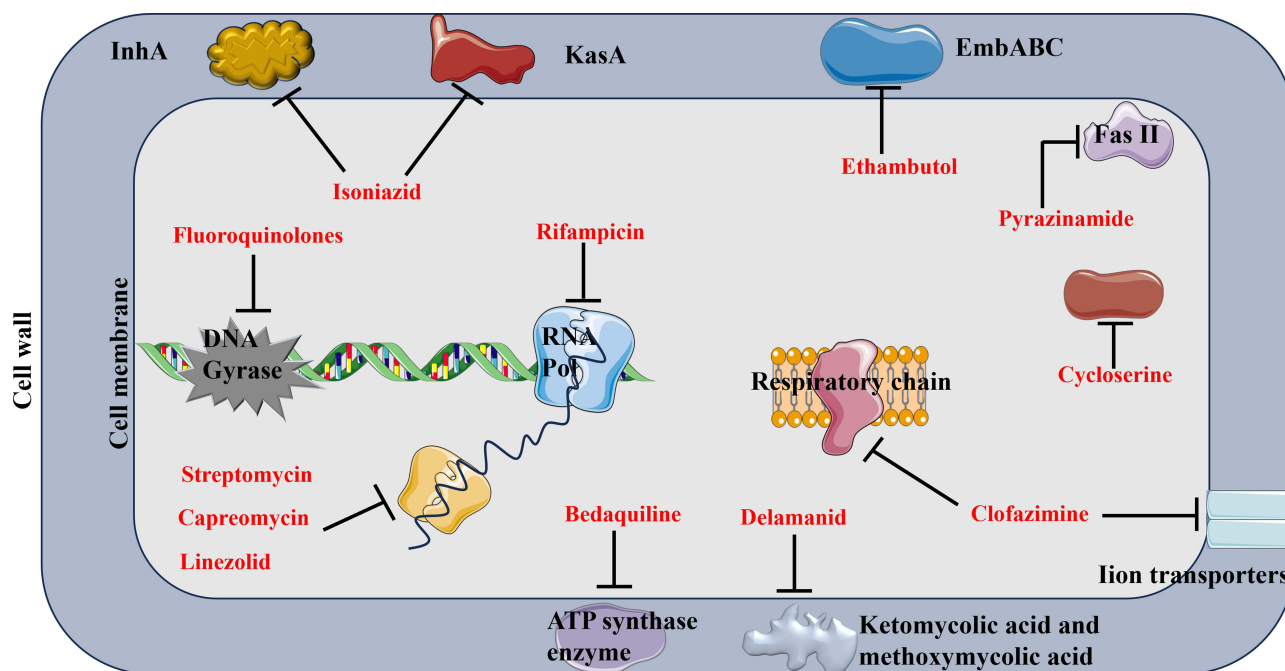 InhA
KasA
EmbABC
Fas II
Ethambutol
Isoniazid
Pyrazinamide
Fluoroquinolones
Rifampicin
Cell wall
Cell membrane
DNA
Gyrase
RNA
Pol
Respiratory chain
Cycloserine
Streptomycin
Capreomycin
Linezolid
Bedaquiline
Delamanid
Clofazimine
Iion transporters
ATP synthase
enzyme
Ketomycolic acid and
methoxymycolic acid